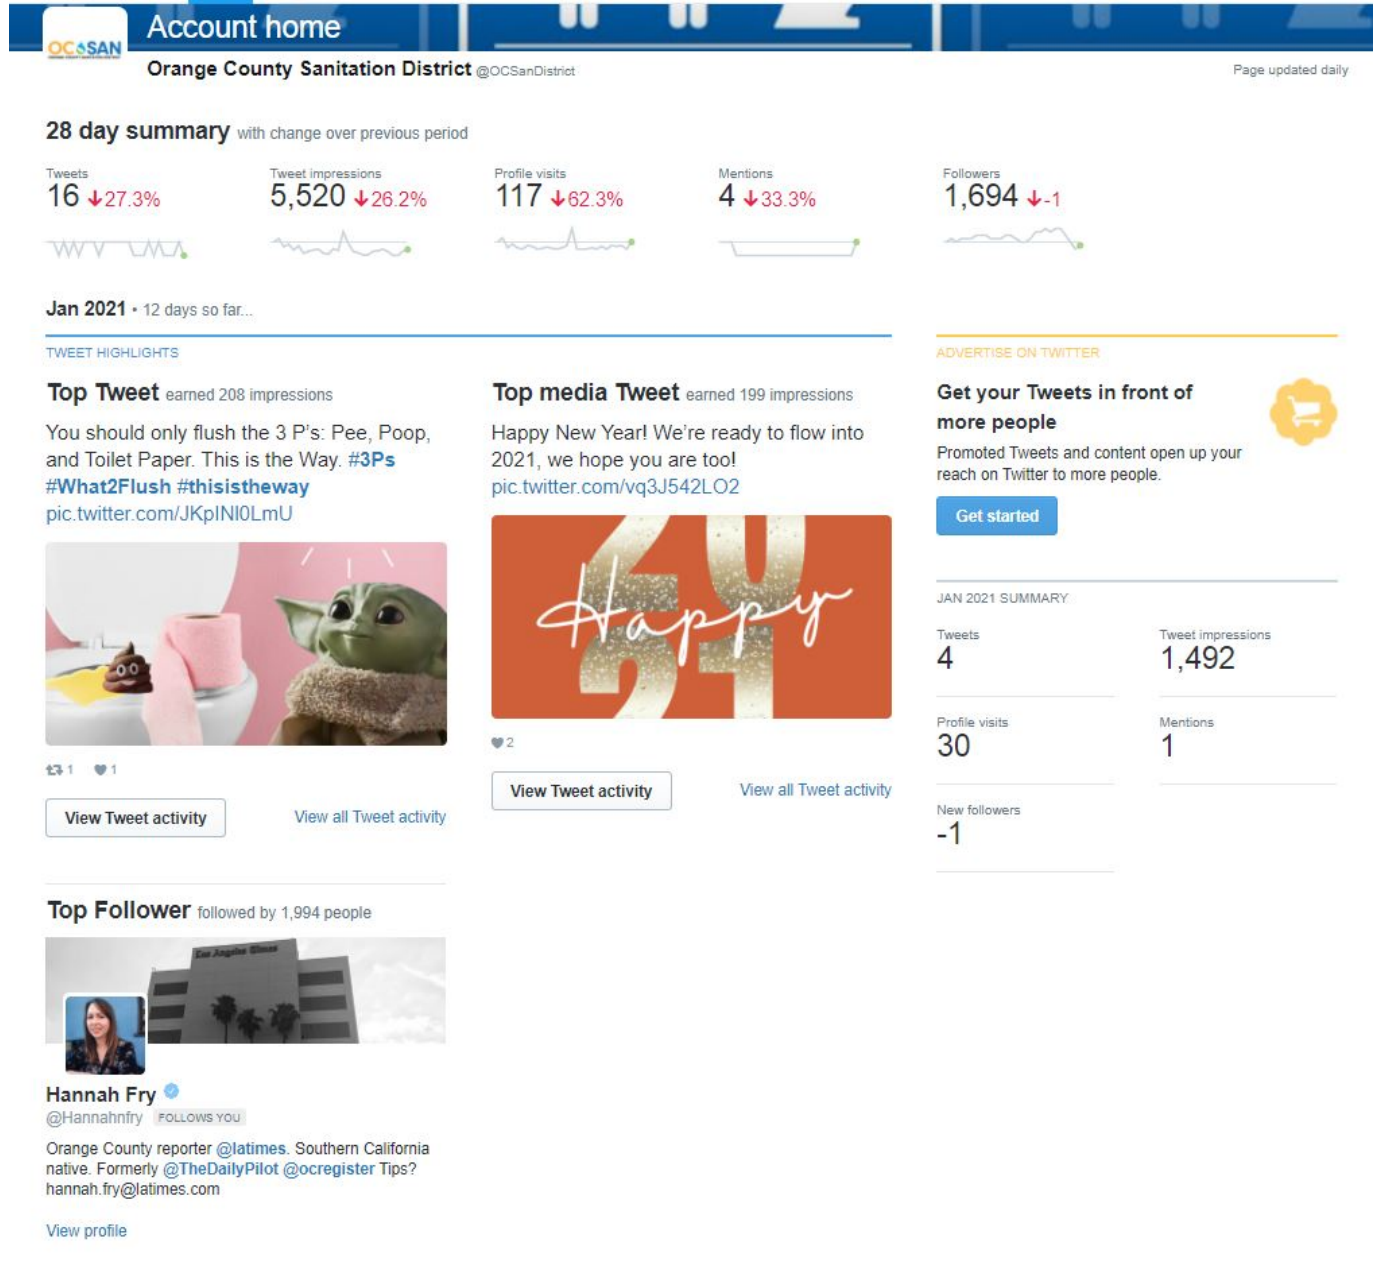 Account home
OC SAN
Orange County Sanitation District @OCSanDistrict
Page updated daily
28 day summary with change over previous period
Tweets
16 ↓27.3%
Tweet impressions
5,520 ↓26.2%
Profile visits
117 ↓62.3%
Mentions
4 ↓33.3%
Followers
1,694 ↓-1
Jan 2021 • 12 days so far...
TWEET HIGHLIGHTS
Top Tweet earned 208 impressions
You should only flush the 3 P's: Pee, Poop,
and Toilet Paper. This is the Way. #3Ps
#What2Flush #thisistheway
pic.twitter.com/JKpINI0LmU
1 1
View Tweet activity
View all Tweet activity
Top media Tweet earned 199 impressions
Happy New Year! We're ready to flow into
2021, we hope you are too!
pic.twitter.com/vq3J542LO2
20
Happy
21
2
View Tweet activity
View all Tweet activity
ADVERTISE ON TWITTER
Get your Tweets in front of
more people
Promoted Tweets and content open up your
reach on Twitter to more people.
Get started
JAN 2021 SUMMARY
Tweets
4
Tweet impressions
1,492
Profile visits
30
Mentions
1
New followers
-1
Top Follower followed by 1,994 people
Los Angeles Times
Hannah Fry
@Hannahnfry FOLLOWS YOU
Orange County reporter @latimes. Southern California
native. Formerly @TheDailyPilot @ocregister Tips?
hannah.fry@latimes.com
View profile